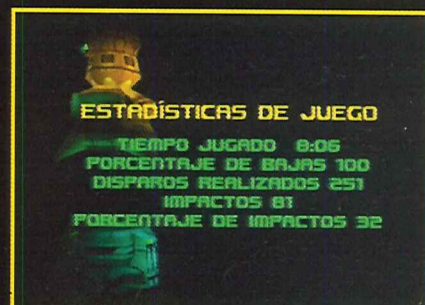 ESTADÍSTICAS DE JUEGO
TIEMPO JUGADO 8:06
PORCENTAJE DE BAJAS 100
DISPAROS REALIZADOS 251
IMPACTOS 81
PORCENTAJE DE IMPACTOS 32